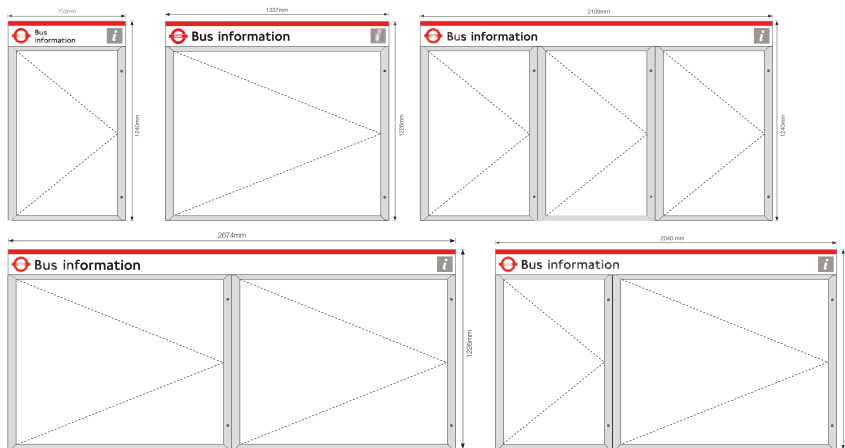 703mm
Bus
information
i
1240mm
1337mm
Bus information
i
1226mm
2109mm
Bus information
i
1240mm
2674mm
Bus information
i
1226mm
2040 mm
Bus information
i